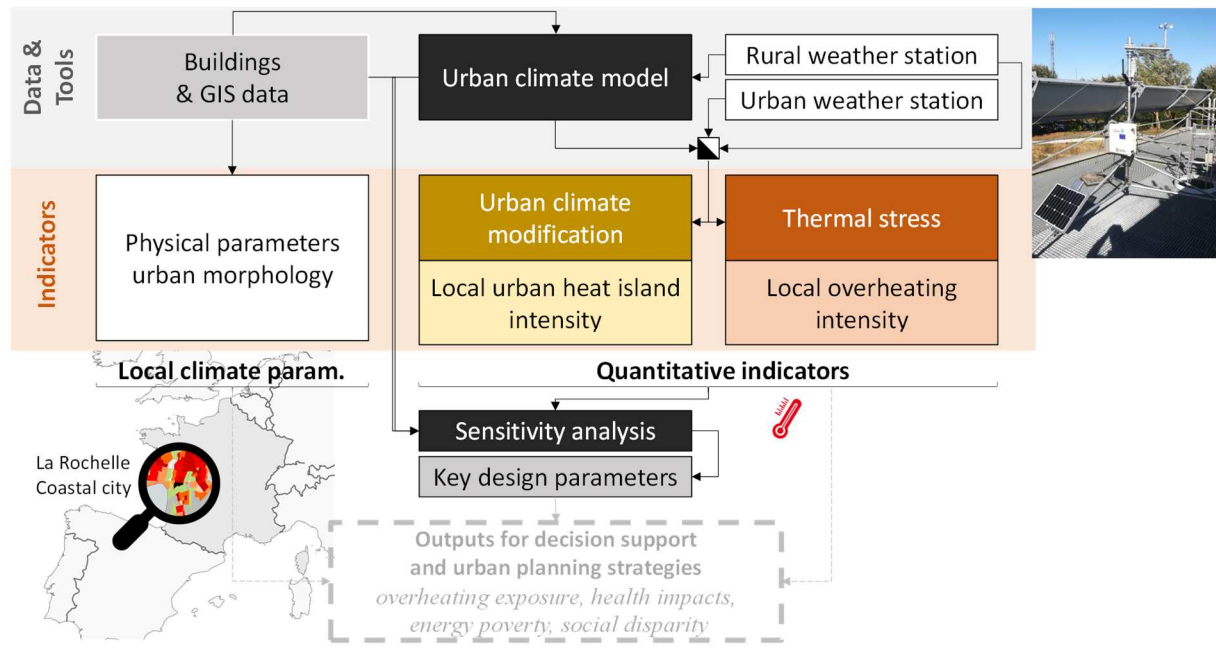 Data &
Tools
Buildings
& GIS data
Urban climate model
Rural weather station
Urban weather station
Indicators
Physical parameters
urban morphology
Urban climate
modification
Thermal stress
Local urban heat island
intensity
Local overheating
intensity
Local climate param.
Quantitative indicators
Sensitivity analysis
Key design parameters
La Rochelle
Coastal city
Outputs for decision support
and urban planning strategies
overheating exposure, health impacts,
energy poverty, social disparity